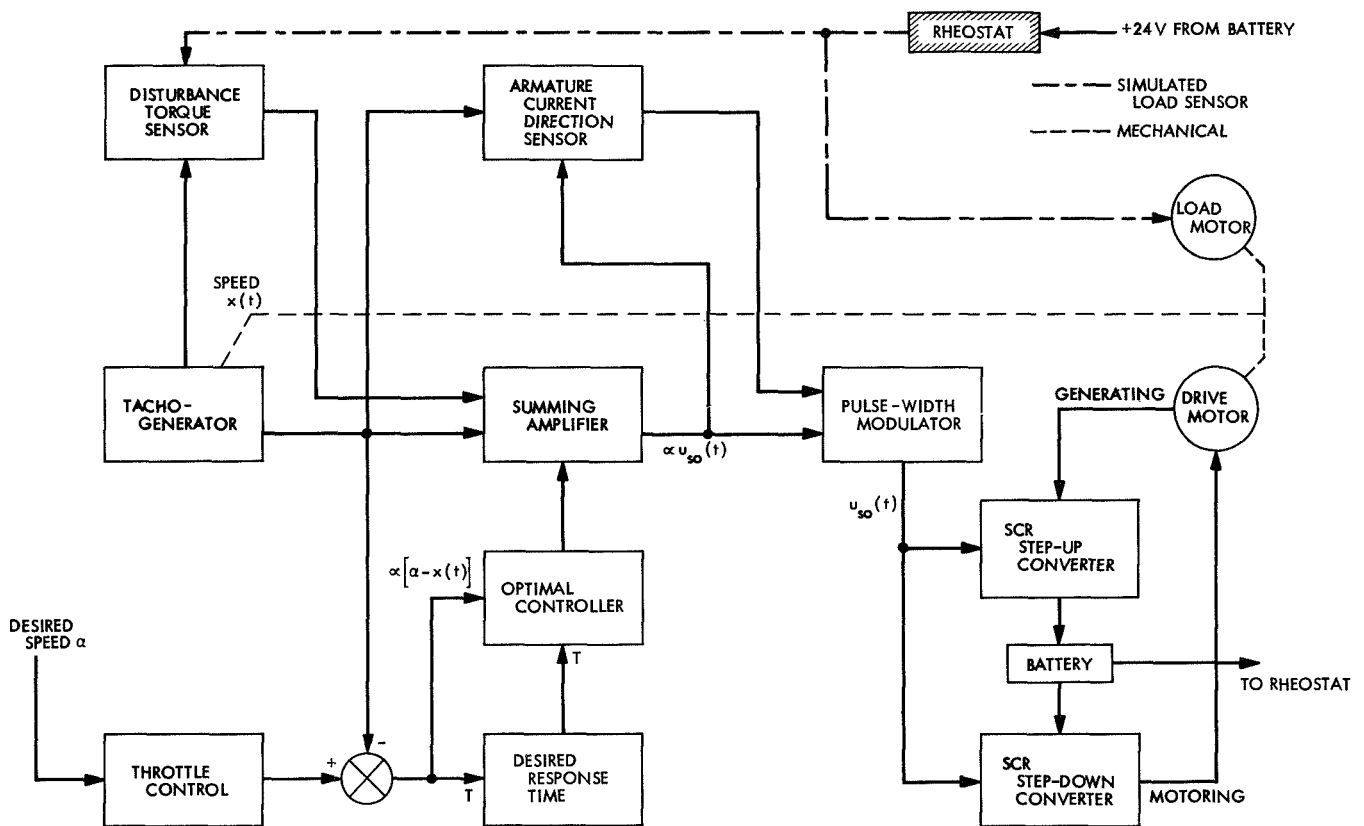 RHEOSTAT
+24 V FROM BATTERY
DISTURBANCE
TORQUE
SENSOR
ARMATURE
CURRENT
DIRECTION
SENSOR
SIMULATED
LOAD SENSOR
MECHANICAL
LOAD
MOTOR
SPEED
x(t)
TACHO-
GENERATOR
SUMMING
AMPLIFIER
∝ u_so (t)
PULSE-WIDTH
MODULATOR
GENERATING
DRIVE
MOTOR
u_so (t)
SCR
STEP-UP
CONVERTER
∝[α-x(t)]
OPTIMAL
CONTROLLER
DESIRED
SPEED α
T
BATTERY
TO RHEOSTAT
THROTTLE
CONTROL
+
-
T
DESIRED
RESPONSE
TIME
SCR
STEP-DOWN
CONVERTER
MOTORING